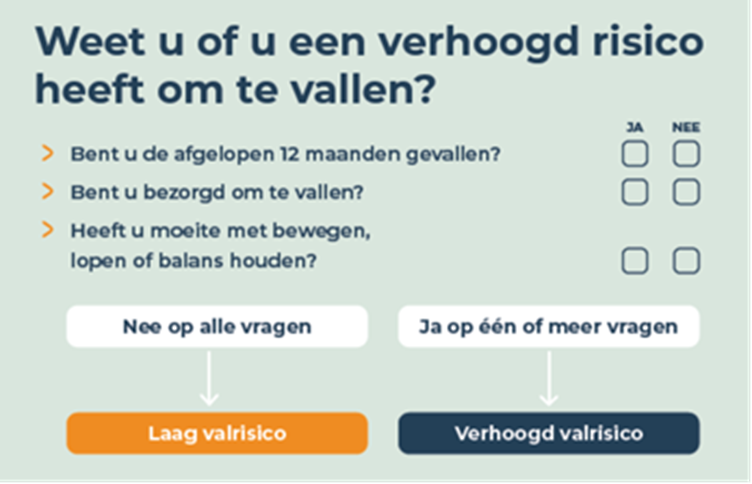 Weet u of u een verhoogd risico
heeft om te vallen?
JA NEE
Bent u de afgelopen 12 maanden gevallen?
Bent u bezorgd om te vallen?
Heeft u moeite met bewegen,
lopen of balans houden?
Nee op alle vragen
Ja op één of meer vragen
Laag valrisico
Verhoogd valrisico